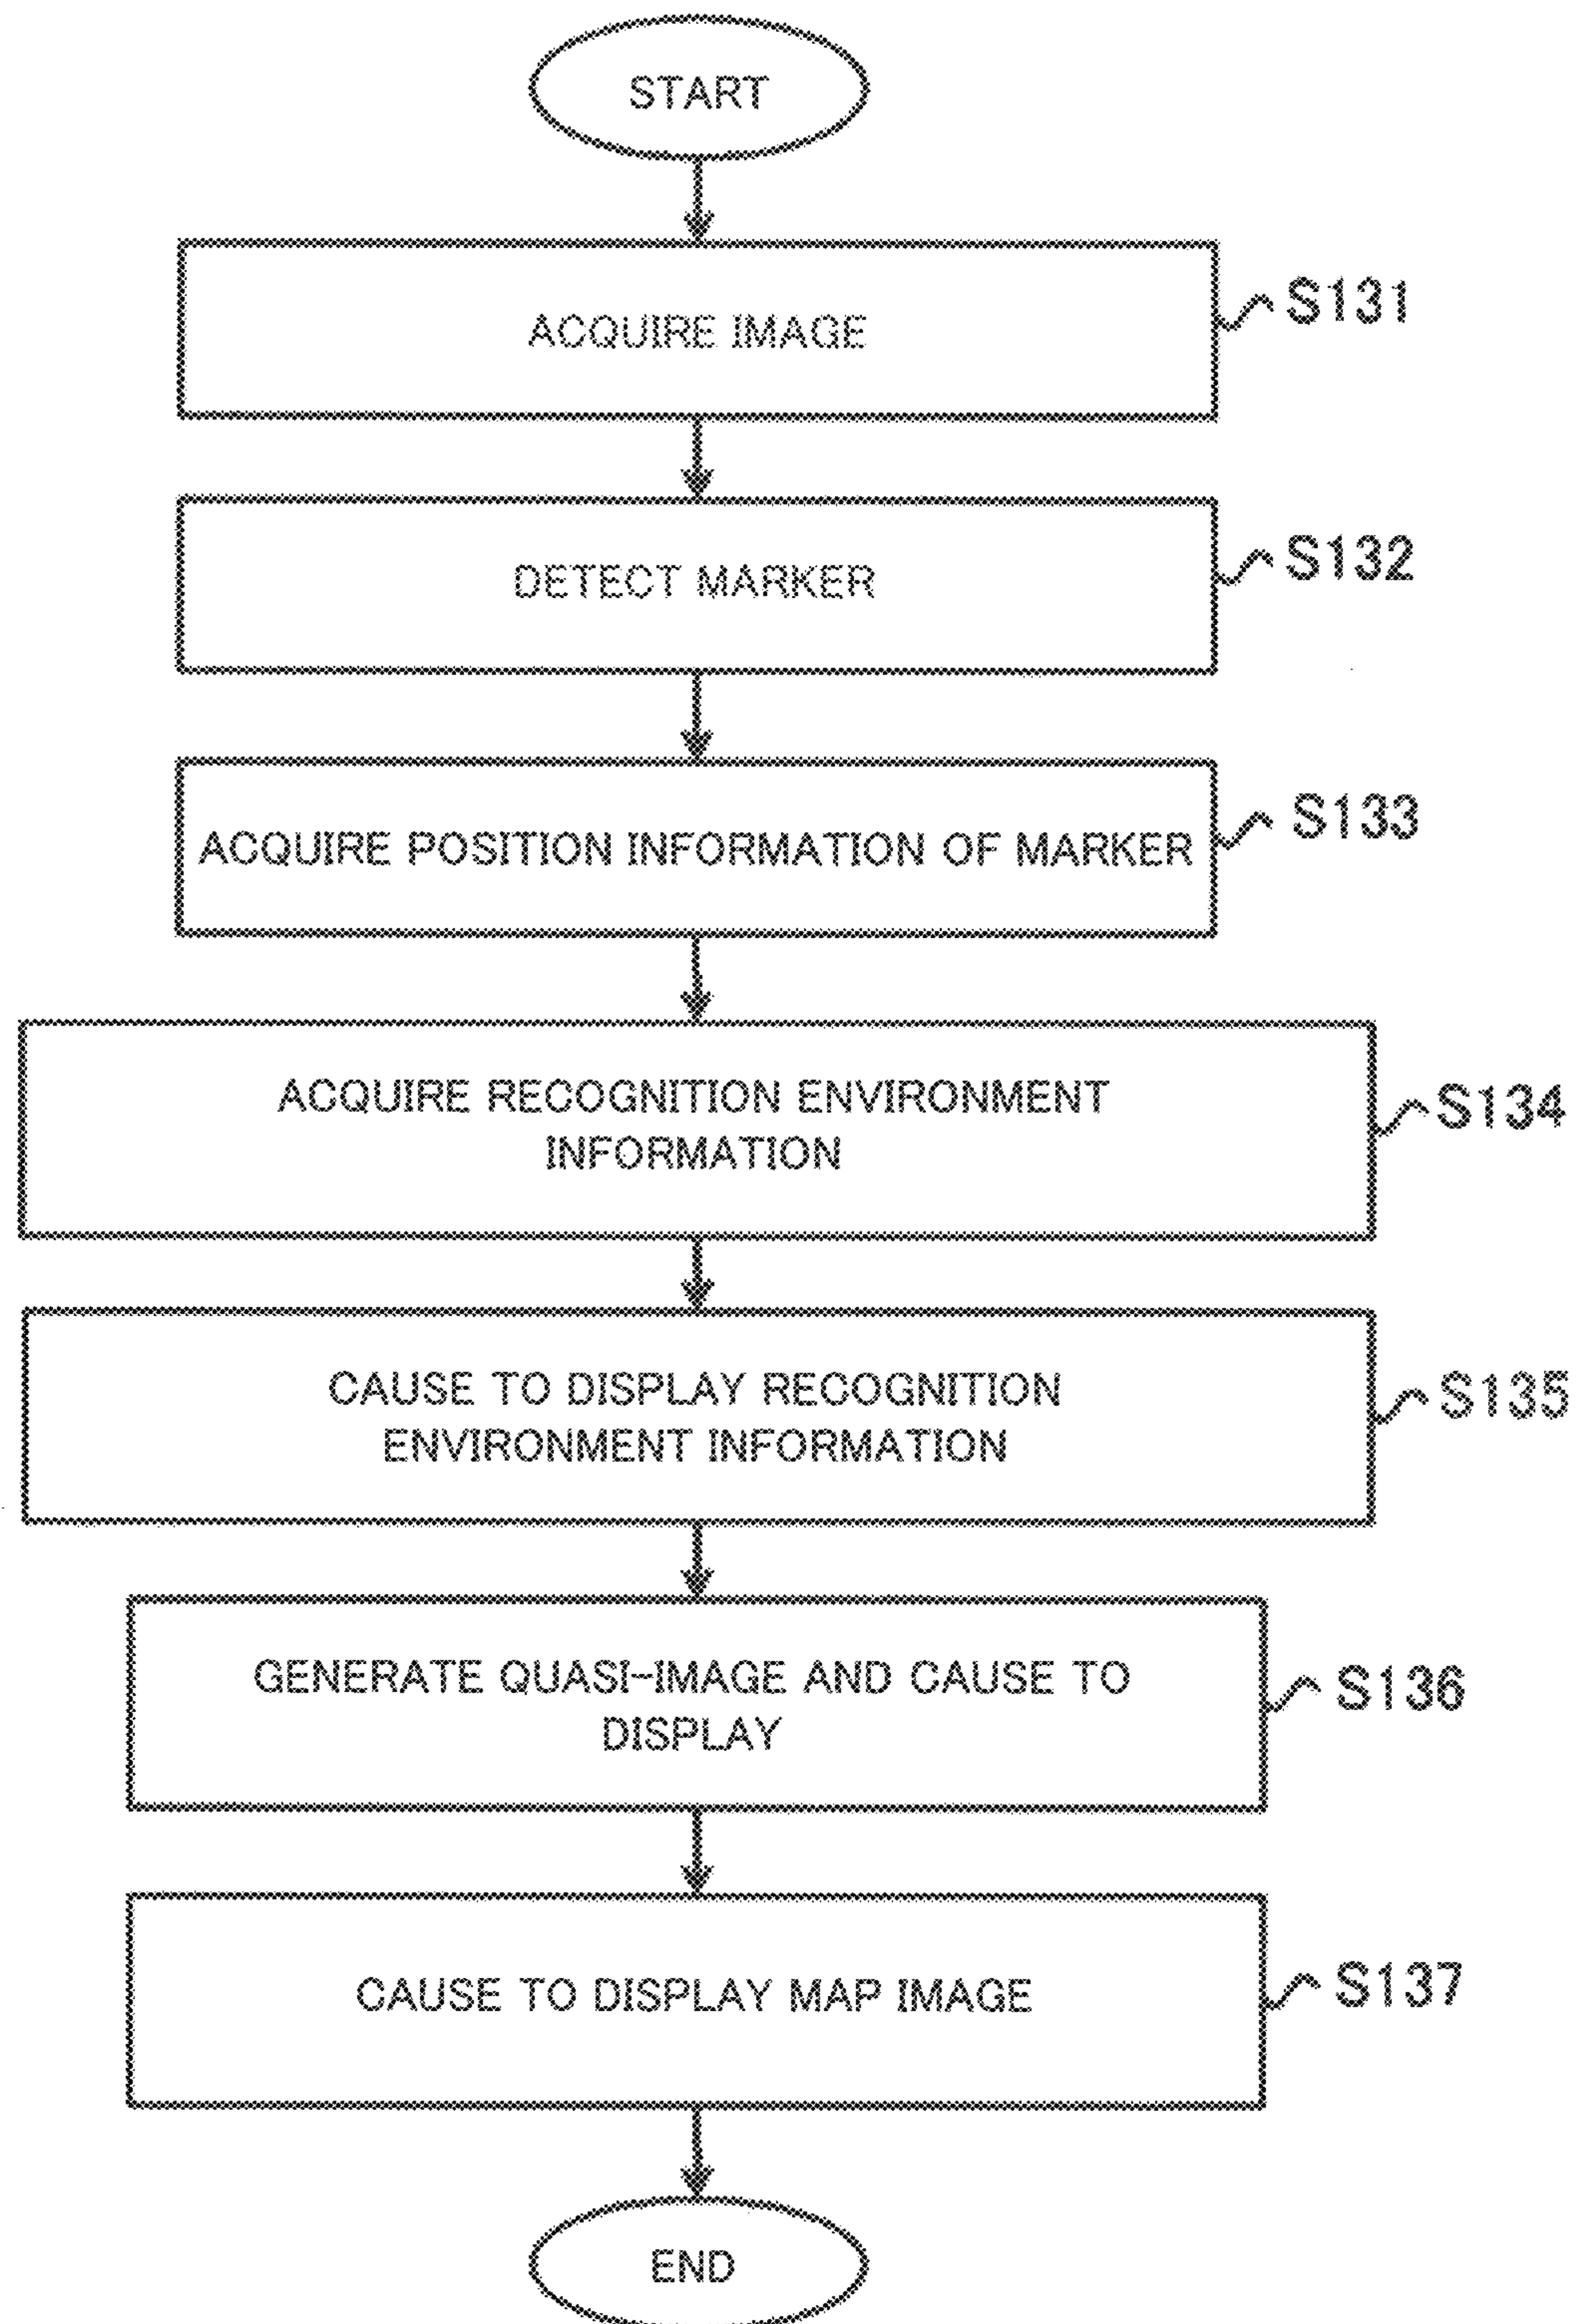 START
ACQUIRE IMAGE
S131
DETECT MARKER
S132
ACQUIRE POSITION INFORMATION OF MARKER
S133
ACQUIRE RECOGNITION ENVIRONMENT
INFORMATION
S134
CAUSE TO DISPLAY RECOGNITION
ENVIRONMENT INFORMATION
S135
GENERATE QUASI-IMAGE AND CAUSE TO
DISPLAY
S136
CAUSE TO DISPLAY MAP IMAGE
S137
END